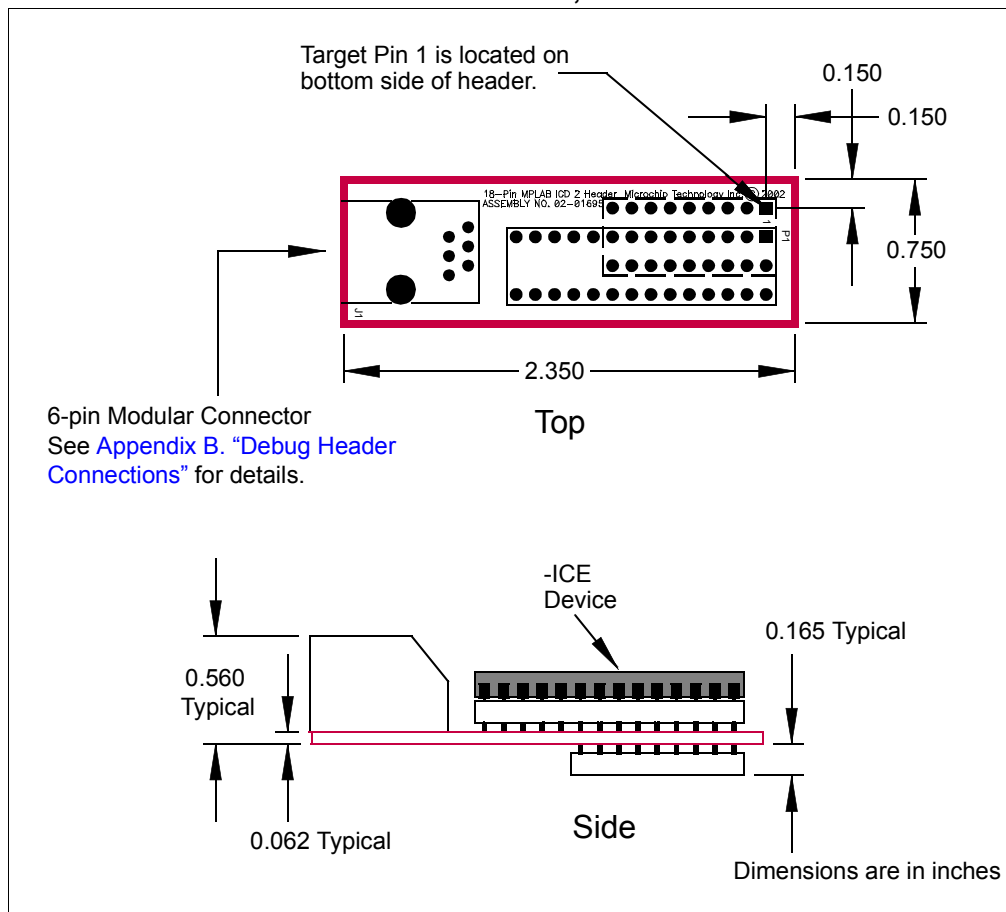 Target Pin 1 is located on
bottom side of header.
0.150
0.150
18-Pin MPLAB ICD 2 Header Microchip Technology Inc. © 2002
ASSEMBLY NO. 02-01695
1
P1
0.750
J1
2.350
6-pin Modular Connector
See Appendix B. “Debug Header
Connections” for details.
Top
-ICE
Device
0.165 Typical
0.560
Typical
0.062 Typical
Side
Dimensions are in inches